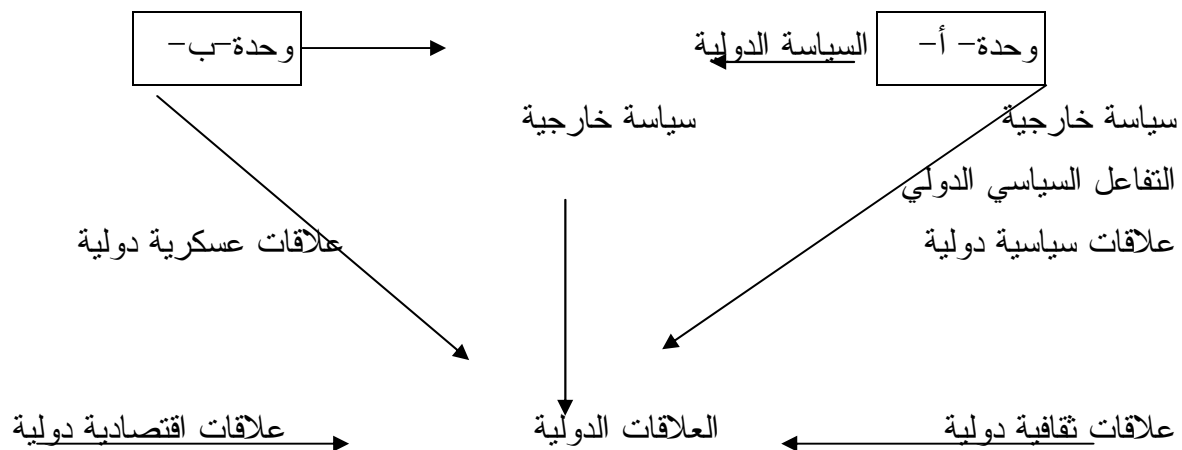 وحدة- أ- السياسة الدولية وحدة-ب-
سياسة خارجية سياسة خارجية
التفاعل السياسي الدولي
علاقات سياسية دولية علاقات عسكرية دولية
علاقات ثقافية دولية العلاقات الدولية علاقات اقتصادية دولية